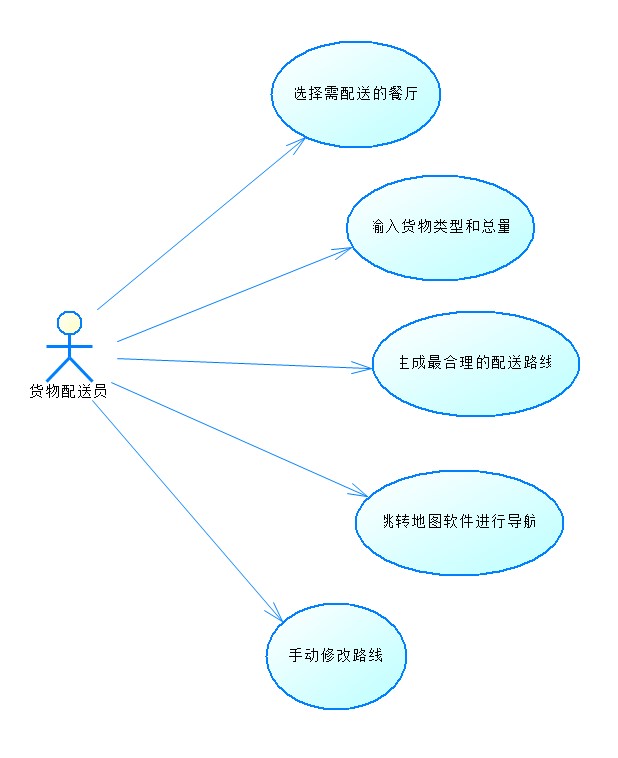 选择需配送的餐厅
输入货物类型和总量
生成最合理的配送路线
货物配送员
跳转地图软件进行导航
手动修改路线